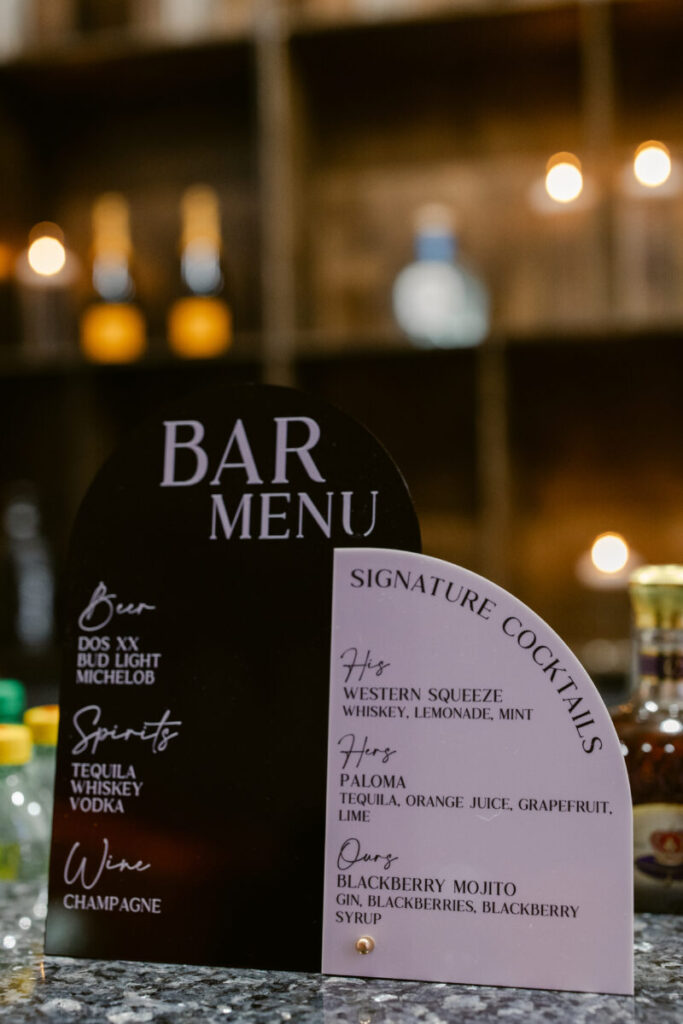 BAR
MENU
Beer
DOS XX
BUD LIGHT
MICHELOB
Spirits
TEQUILA
WHISKEY
VODKA
Wine
CHAMPAGNE
SIGNATURE COCKTAILS
His
WESTERN SQUEEZE
WHISKEY, LEMONADE, MINT
Hers
PALOMA
TEQUILA, ORANGE JUICE, GRAPEFRUIT,
LIME
Ours
BLACKBERRY MOJITO
GIN, BLACKBERRIES, BLACKBERRY
SYRUP